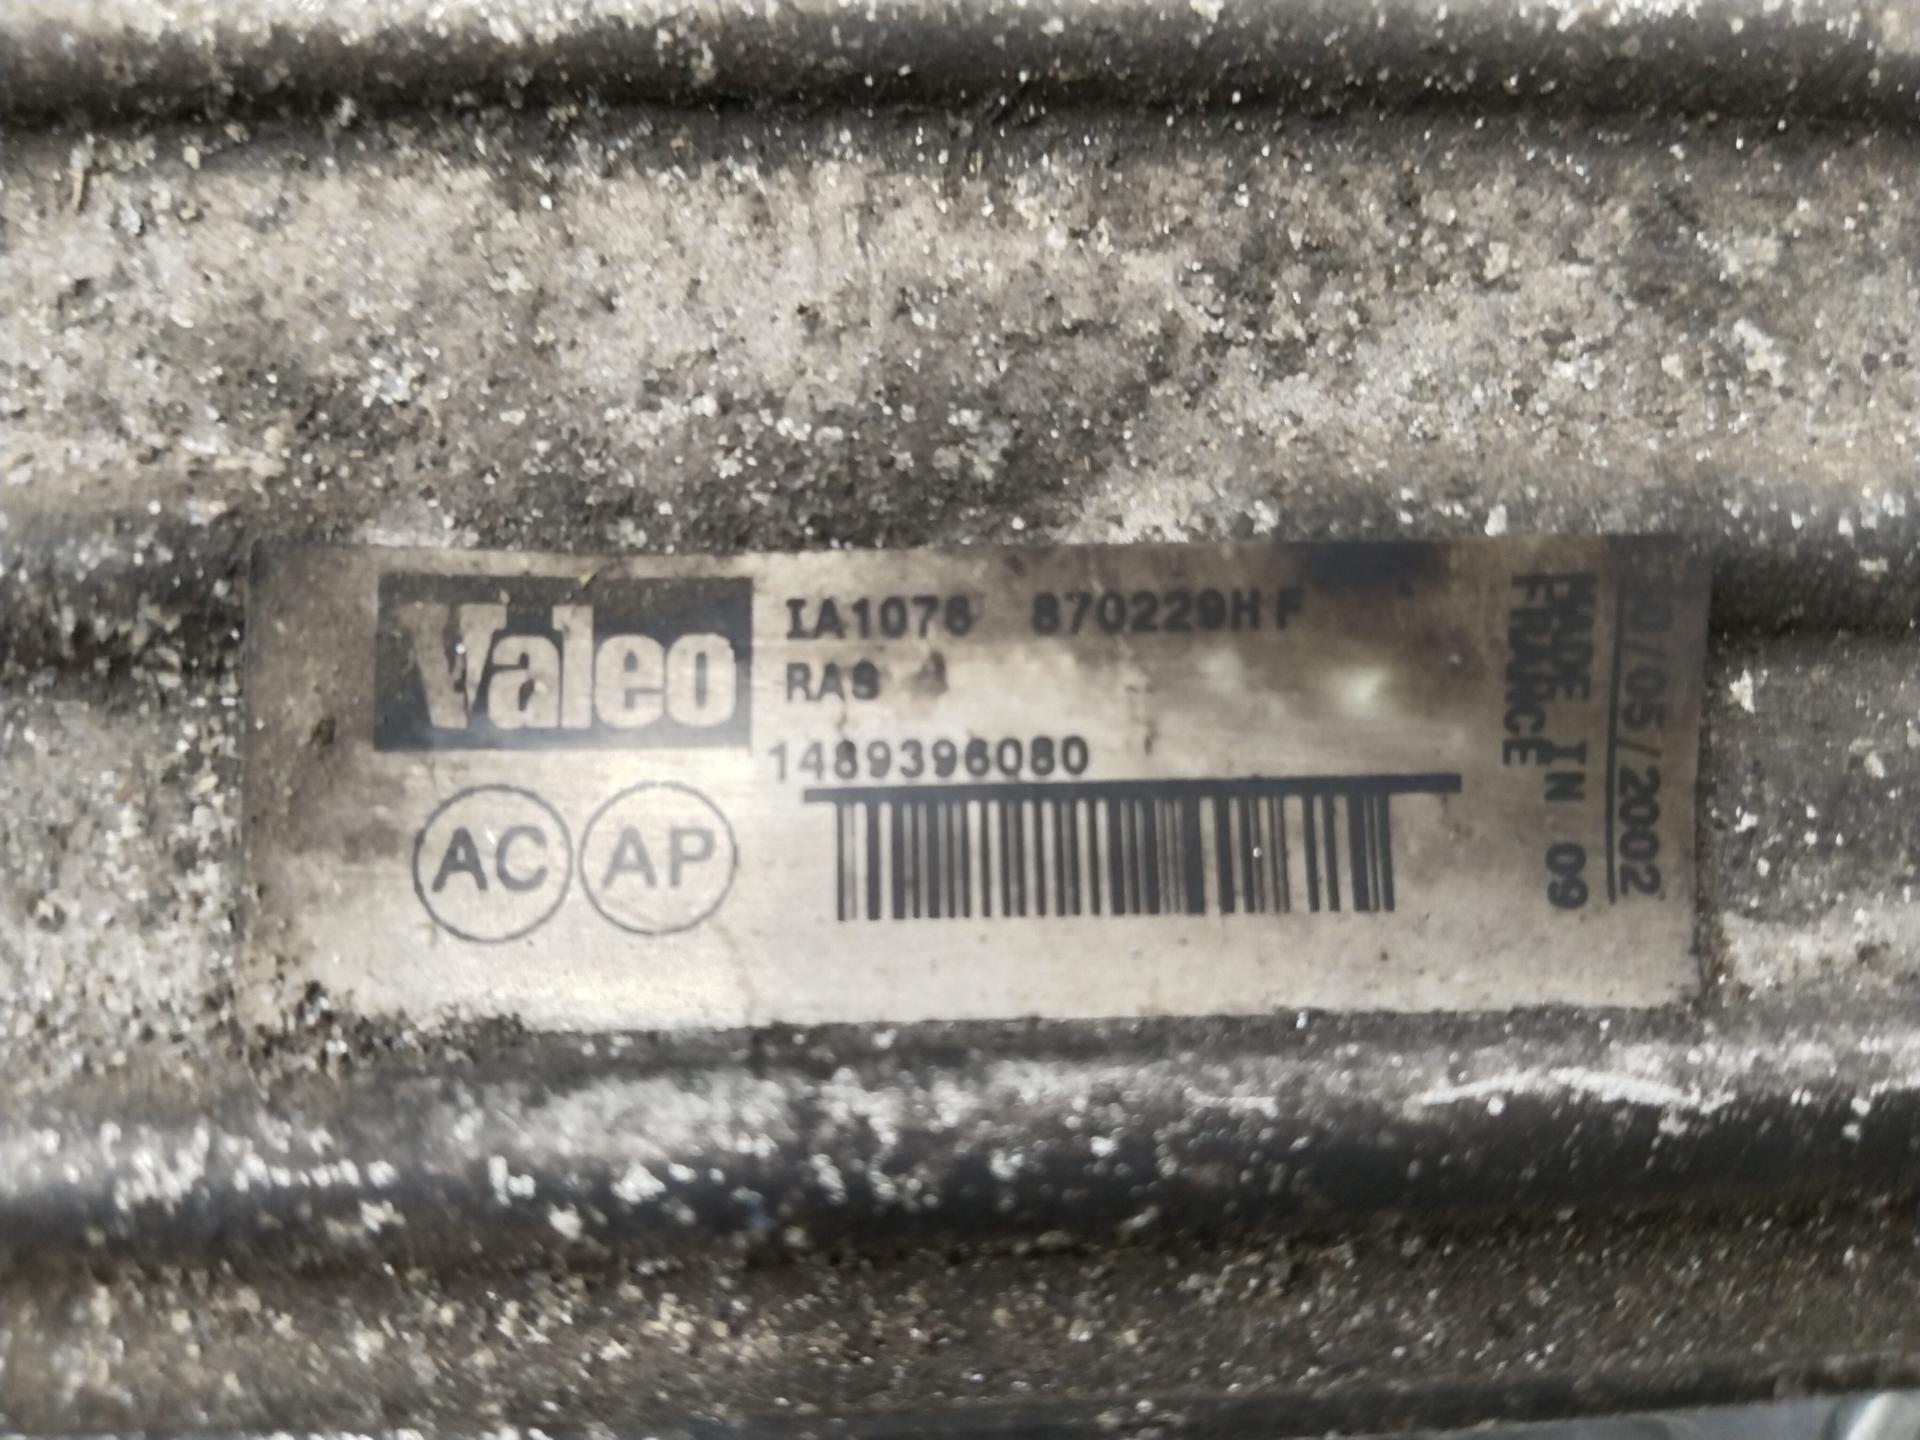 Valeo
IA1076 870229H F
RAS
1489396080
AC AP
MADE IN 09
FRANCE
/05/2002